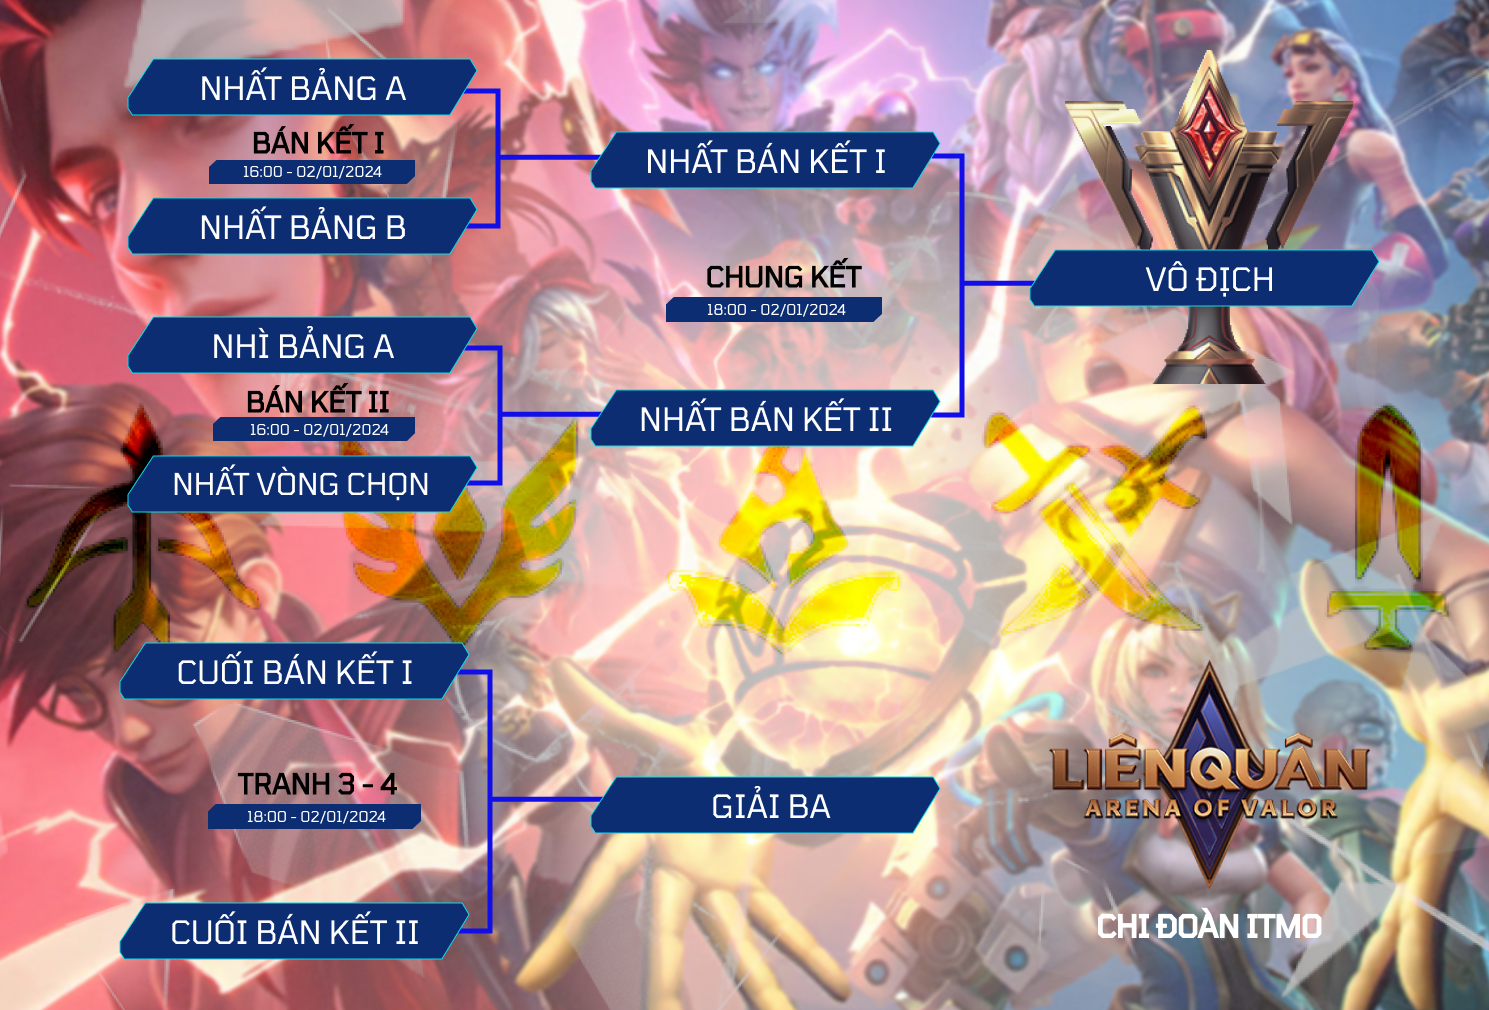 NHẤT BẢNG A
BÁN KẾT I
16:00 - 02/01/2024
NHẤT BẢNG B
NHẤT BÁN KẾT I
CHUNG KẾT
18:00 - 02/01/2024
VÔ ĐỊCH
NHÌ BẢNG A
BÁN KẾT II
16:00 - 02/01/2024
NHẤT VÒNG CHỌN
NHẤT BÁN KẾT II
CUỐI BÁN KẾT I
TRANH 3 - 4
18:00 - 02/01/2024
CUỐI BÁN KẾT II
GIẢI BA
LIÊNQUÂN
ARENA OF VALOR
CHI ĐOÀN ITMO